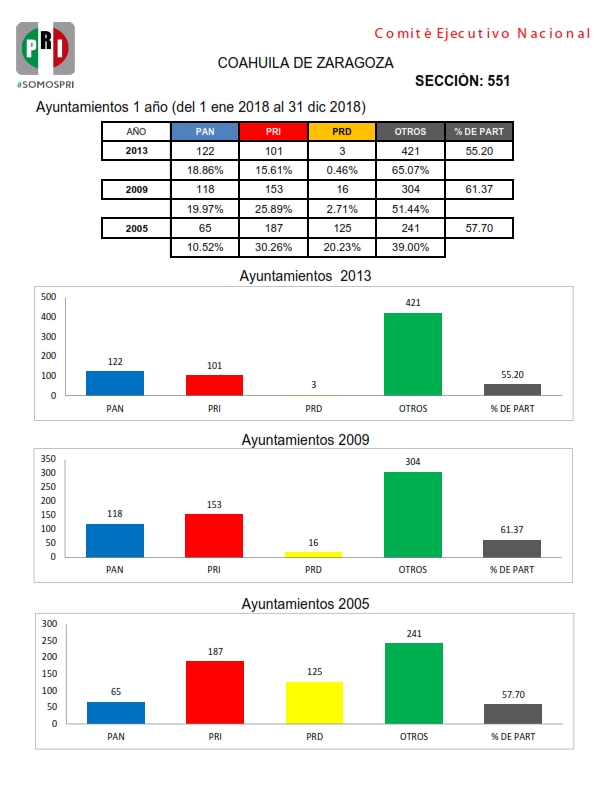 PRI
#SOMOSPRI
Comité Ejecutivo Nacional
COAHUILA DE ZARAGOZA
SECCIÓN: 551
Ayuntamientos 1 año (del 1 ene 2018 al 31 dic 2018)
AÑO PAN PRI PRD OTROS % DE PART
2013 122 101 3 421 55.20
18.86% 15.61% 0.46% 65.07%
2009 118 153 16 304 61.37
19.97% 25.89% 2.71% 51.44%
2005 65 187 125 241 57.70
10.52% 30.26% 20.23% 39.00%
Ayuntamientos 2013
500
400
300
200
100
0
122 101 3 421 55.20
PAN PRI PRD OTROS % DE PART
Ayuntamientos 2009
350
300
250
200
150
100
50
0
118 153 16 304 61.37
PAN PRI PRD OTROS % DE PART
Ayuntamientos 2005
300
250
200
150
100
50
0
65 187 125 241 57.70
PAN PRI PRD OTROS % DE PART